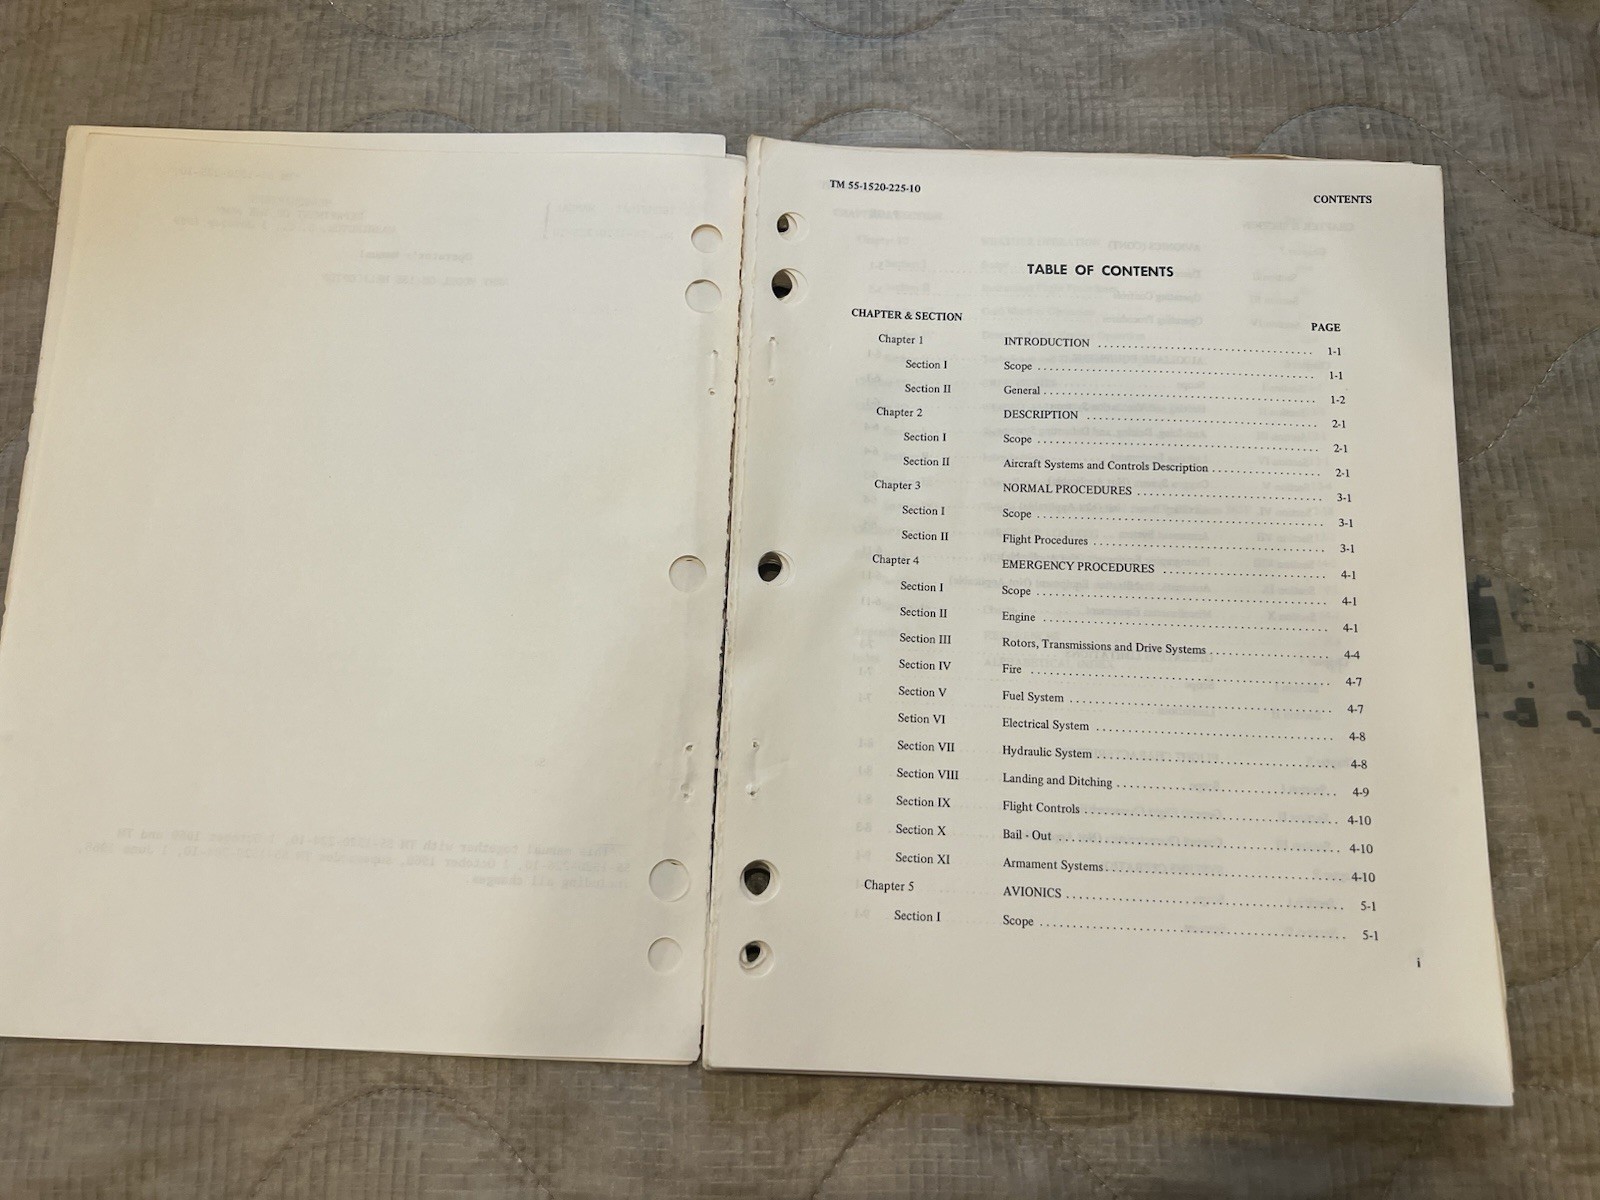 TM 55-1520-225-10
CONTENTS
TABLE OF CONTENTS
CHAPTER & SECTION PAGE
Chapter 1 INTRODUCTION 1-1
Section I Scope 1-1
Section II General 1-2
Chapter 2 DESCRIPTION 2-1
Section I Scope 2-1
Section II Aircraft Systems and Controls Description 2-1
Chapter 3 NORMAL PROCEDURES 3-1
Section I Scope 3-1
Section II Flight Procedures 3-1
Chapter 4 EMERGENCY PROCEDURES 4-1
Section I Scope 4-1
Section II Engine 4-1
Section III Rotors, Transmissions and Drive Systems 4-4
Section IV Fire 4-7
Section V Fuel System 4-7
Setion VI Electrical System 4-8
Section VII Hydraulic System 4-8
Section VIII Landing and Ditching 4-9
Section IX Flight Controls 4-10
Section X Bail - Out 4-10
Section XI Armament Systems 4-10
Chapter 5 AVIONICS 5-1
Section I Scope 5-1
i